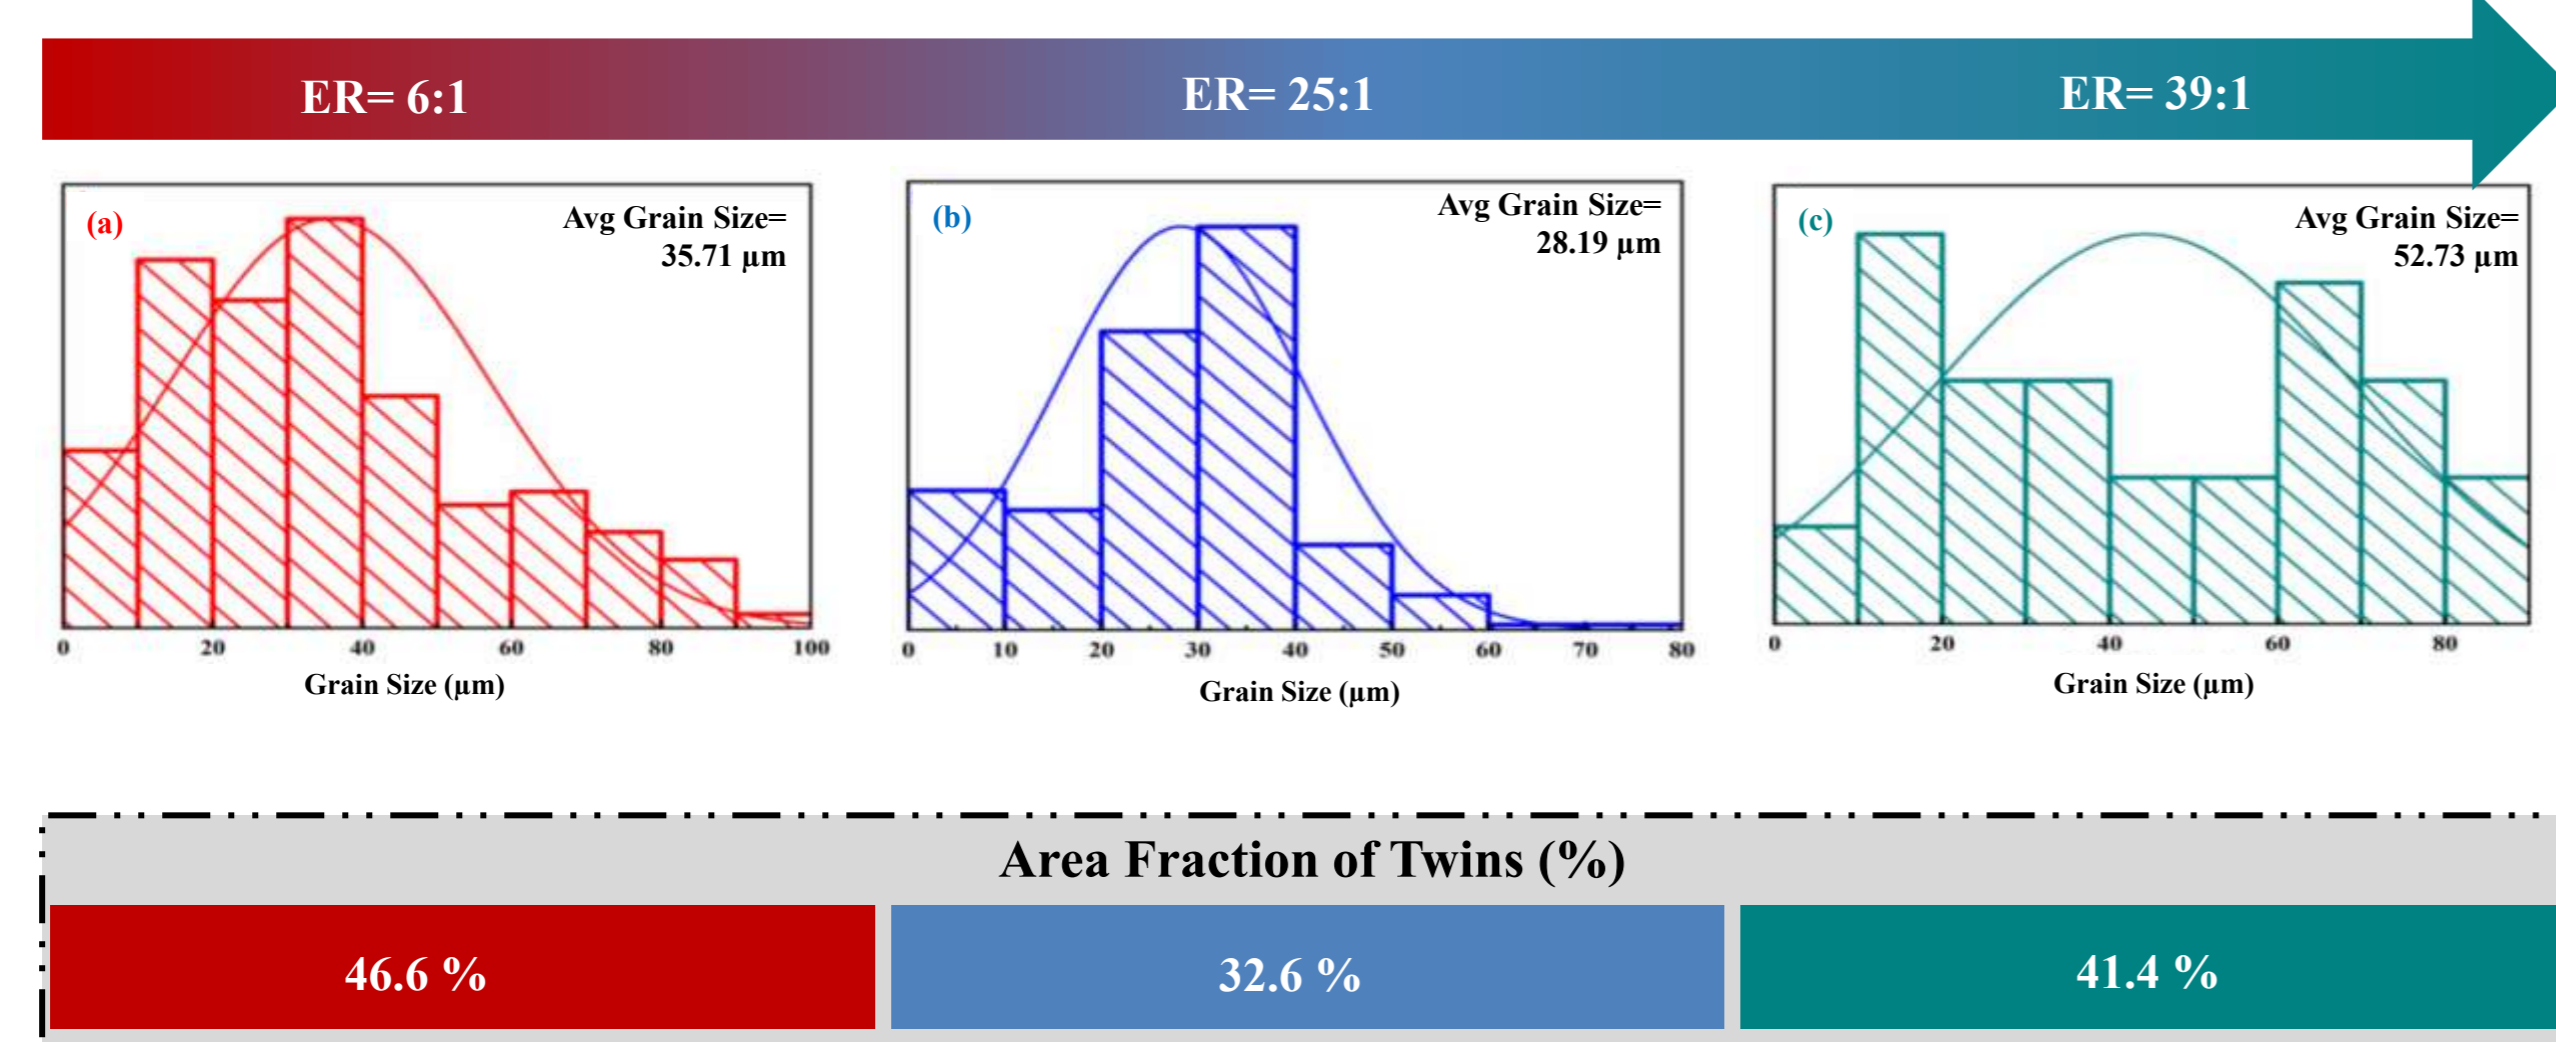 ER= 6:1
ER= 25:1
ER= 39:1
(a)
Avg Grain Size=
35.71 µm
0 20 40 60 80 100
Grain Size (µm)
(b)
Avg Grain Size=
28.19 µm
0 10 20 30 40 50 60 70 80
Grain Size (µm)
(c)
Avg Grain Size=
52.73 µm
0 20 40 60 80
Grain Size (µm)
Area Fraction of Twins (%)
46.6 %
32.6 %
41.4 %